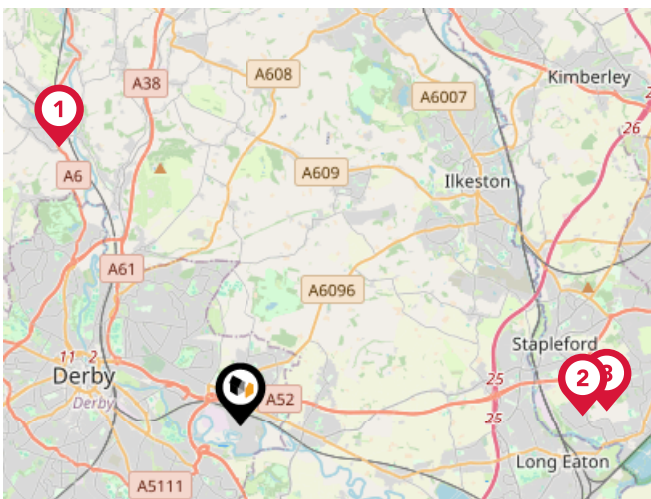 Kimberley
A608
A38
A6007
2
1
26
A609
A6
Ilkeston
A61
A6096
Stapleford
11 2
Derby
25
2
3
A52
Derby
25
Long Eaton
A5111